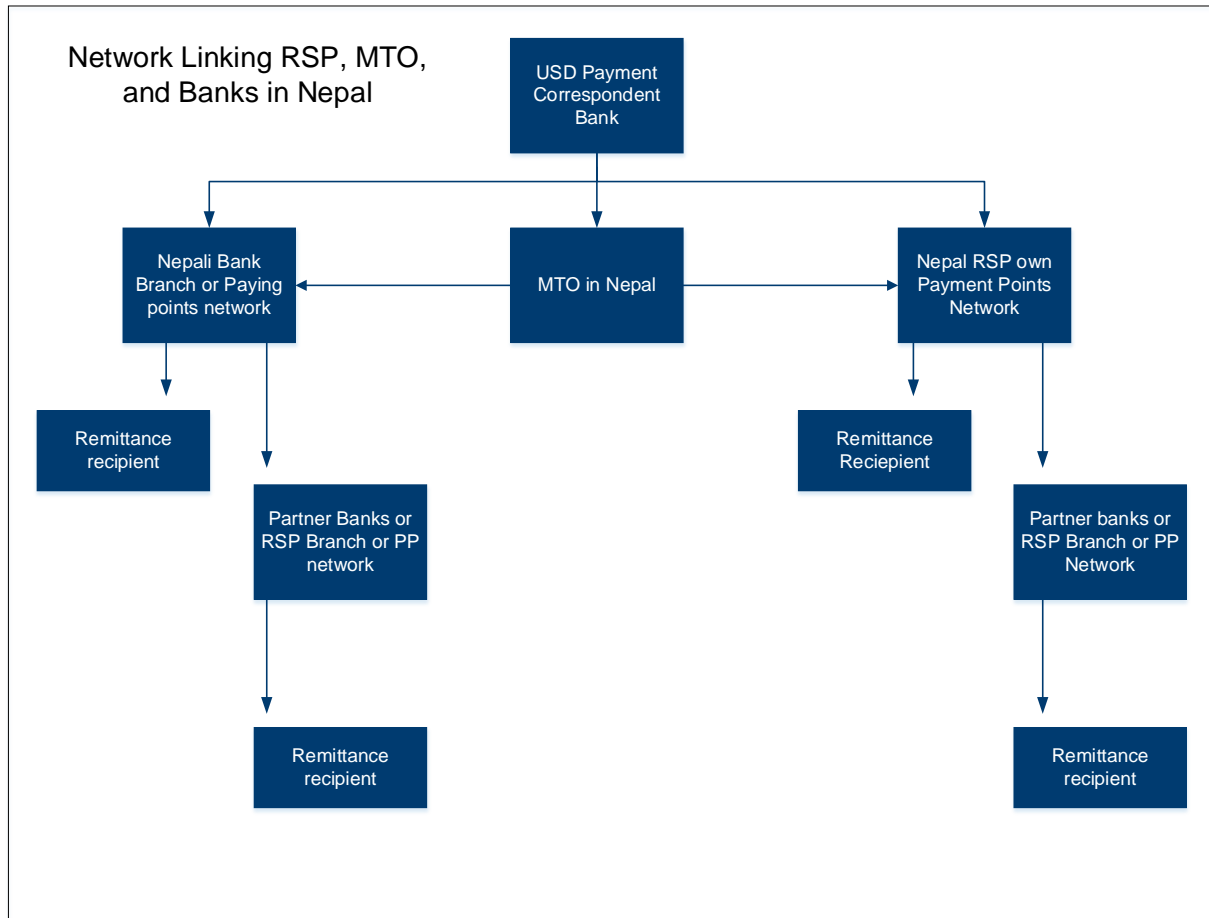 Network Linking RSP, MTO,
and Banks in Nepal
USD Payment
Correspondent
Bank
Nepali Bank
Branch or Paying
points network
MTO in Nepal
Nepal RSP own
Payment Points
Network
Remittance
recipient
Remittance
Reciepient
Partner Banks or
RSP Branch or PP
network
Partner banks or
RSP Branch or PP
Network
Remittance
recipient
Remittance
recipient